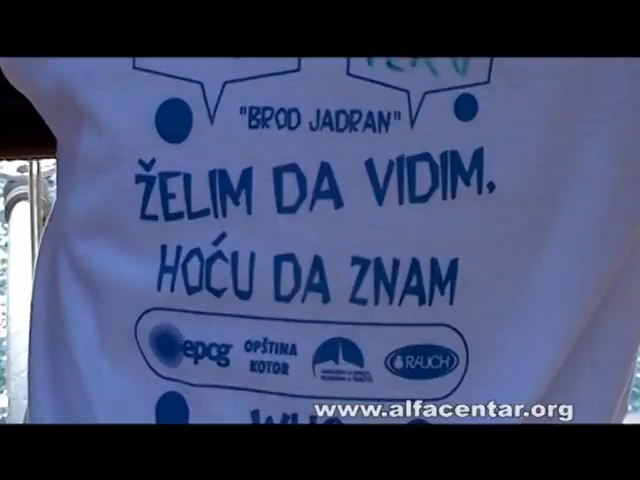 "BROD JADRAN"
ŽELIM DA VIDIM.
HOĆU DA ZNAM
epcg
OPŠTINA
KOTOR
RAUCH
www.alfacentar.org